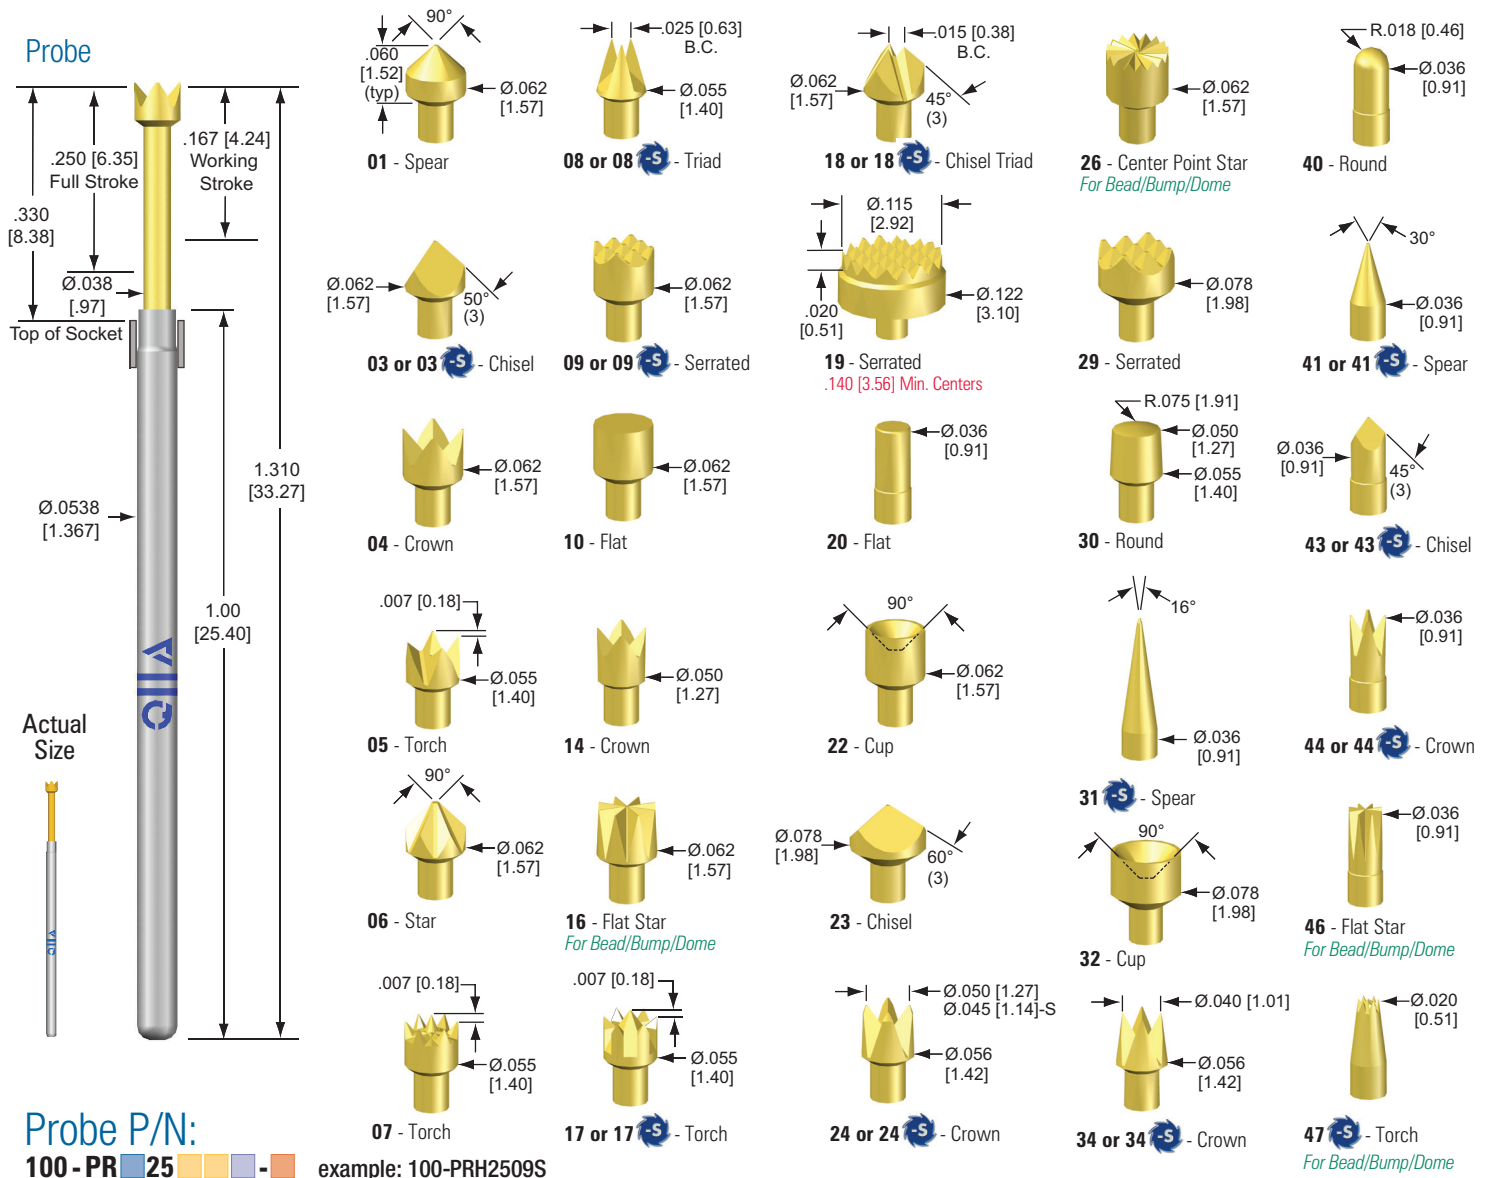 Probe
.330
[8.38]
.250 [6.35]
Full Stroke
.167 [4.24]
Working
Stroke
Ø.038
[.97]
Top of Socket
Ø.0538
[1.367]
1.310
[33.27]
1.00
[25.40]
Actual
Size
90°
.060
[1.52]
(typ)
Ø.062
[1.57]
01 - Spear
.025 [0.63]
B.C.
Ø.055
[1.40]
08 or 08 -S - Triad
.015 [0.38]
B.C.
Ø.062
[1.57]
45°
(3)
18 or 18 -S - Chisel Triad
Ø.062
[1.57]
26 - Center Point Star
For Bead/Bump/Dome
R.018 [0.46]
Ø.036
[0.91]
40 - Round
Ø.062
[1.57]
50°
(3)
03 or 03 -S - Chisel
Ø.062
[1.57]
09 or 09 -S - Serrated
Ø.115
[2.92]
.020
[0.51]
Ø.122
[3.10]
19 - Serrated
.140 [3.56] Min. Centers
Ø.078
[1.98]
29 - Serrated
30°
Ø.036
[0.91]
41 or 41 -S - Spear
Ø.062
[1.57]
04 - Crown
Ø.062
[1.57]
10 - Flat
Ø.036
[0.91]
20 - Flat
R.075 [1.91]
Ø.050
[1.27]
Ø.055
[1.40]
30 - Round
Ø.036
[0.91]
45°
(3)
43 or 43 -S - Chisel
.007 [0.18]
Ø.055
[1.40]
05 - Torch
Ø.050
[1.27]
14 - Crown
90°
Ø.062
[1.57]
22 - Cup
16°
Ø.036
[0.91]
31 -S - Spear
Ø.036
[0.91]
44 or 44 -S - Crown
90°
Ø.062
[1.57]
06 - Star
Ø.062
[1.57]
16 - Flat Star
For Bead/Bump/Dome
Ø.078
[1.98]
60°
(3)
23 - Chisel
90°
Ø.078
[1.98]
32 - Cup
Ø.036
[0.91]
46 - Flat Star
For Bead/Bump/Dome
.007 [0.18]
Ø.055
[1.40]
07 - Torch
.007 [0.18]
Ø.055
[1.40]
17 or 17 -S - Torch
Ø.050 [1.27]
Ø.045 [1.14]-S
Ø.056
[1.42]
24 or 24 -S - Crown
Ø.040 [1.01]
Ø.056
[1.42]
34 or 34 -S - Crown
Ø.020
[0.51]
47 -S - Torch
For Bead/Bump/Dome
Probe P/N:
100 - PR 25 - example: 100-PRH2509S